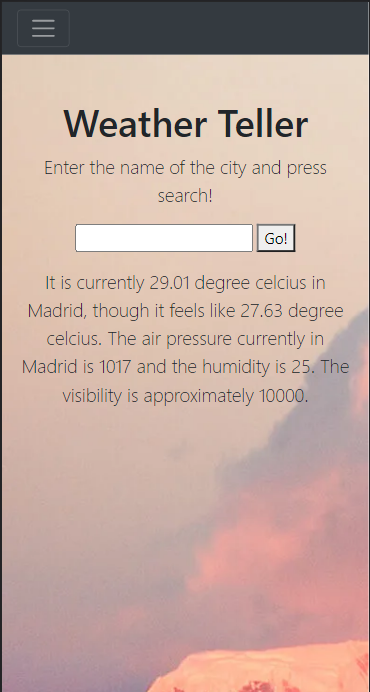 Weather Teller
Enter the name of the city and press
search!
Go!
It is currently 29.01 degree celcius in
Madrid, though it feels like 27.63 degree
celcius. The air pressure currently in
Madrid is 1017 and the humidity is 25. The
visibility is approximately 10000.